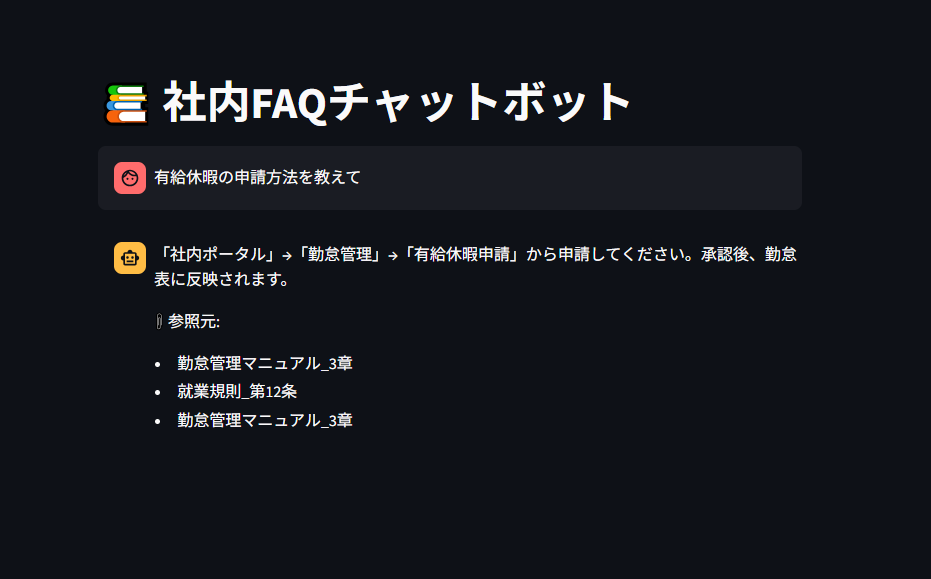 📚 社内FAQチャットボット
有給休暇の申請方法を教えて
「社内ポータル」→「勤怠管理」→「有給休暇申請」から申請してください。承認後、勤怠
表に反映されます。
📎 参照元:
• 勤怠管理マニュアル_3章
• 就業規則_第12条
• 勤怠管理マニュアル_3章